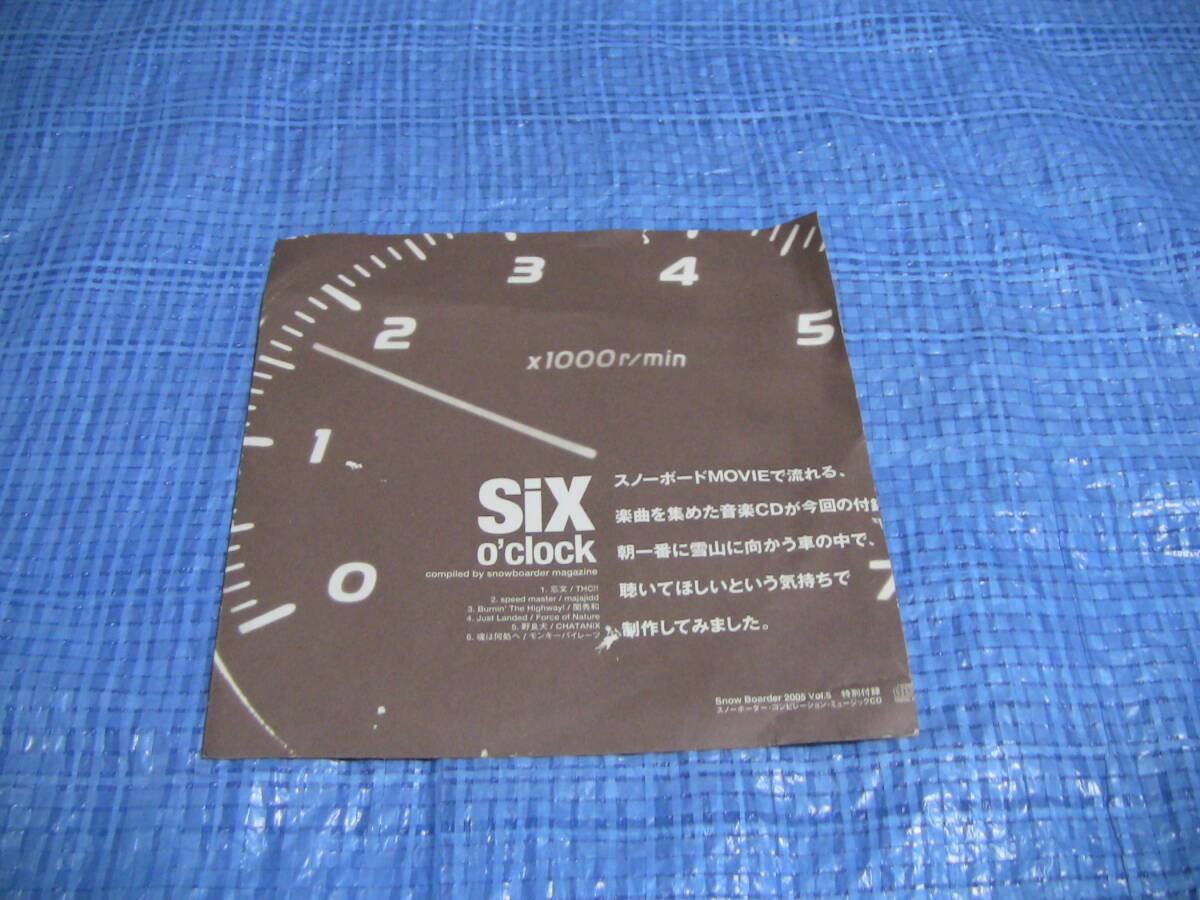 3
4
2
5
x1000r/min
1
0
7
SiX
o'clock
compiled by snowboarder magazine
1. 忘文 / THC!!
2. speed master / majajidd
3. Burnin' The Highway! / 関秀和
4. Just Landed / Force of Nature
5. 野良犬 / CHATANiX
6. 魂は何処へ / モンキーパイレーツ
スノーボードMOVIEで流れる、
楽曲を集めた音楽CDが今回の付録
朝一番に雪山に向かう車の中で、
聴いてほしいという気持ちで
制作してみました。
Snow Boarder 2005 Vol.5 特別付録
スノーボーダー・コンピレーション・ミュージックCD